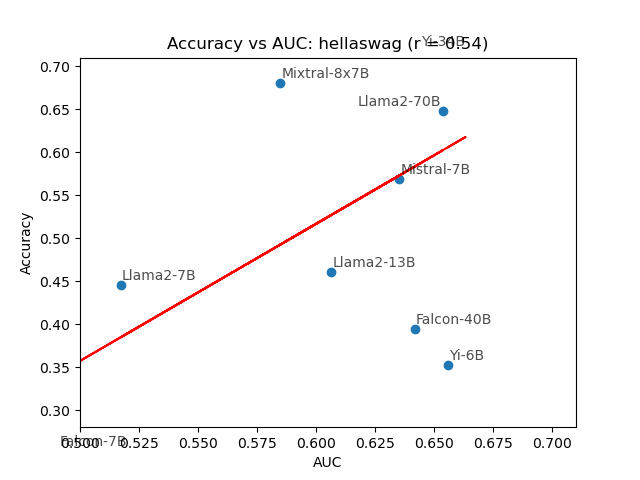 Yi-34B
Accuracy vs AUC: hellaswag (r = 0.54)
0.70
Mixtral-8x7B
Llama2-70B
0.65
0.60
Mistral-7B
0.55
0.50
Accuracy
Llama2-13B
Llama2-7B
0.45
0.40
Falcon-40B
Yi-6B
0.35
0.30
Falcon-7B
0.500 0.525 0.550 0.575 0.600 0.625 0.650 0.675 0.700
AUC